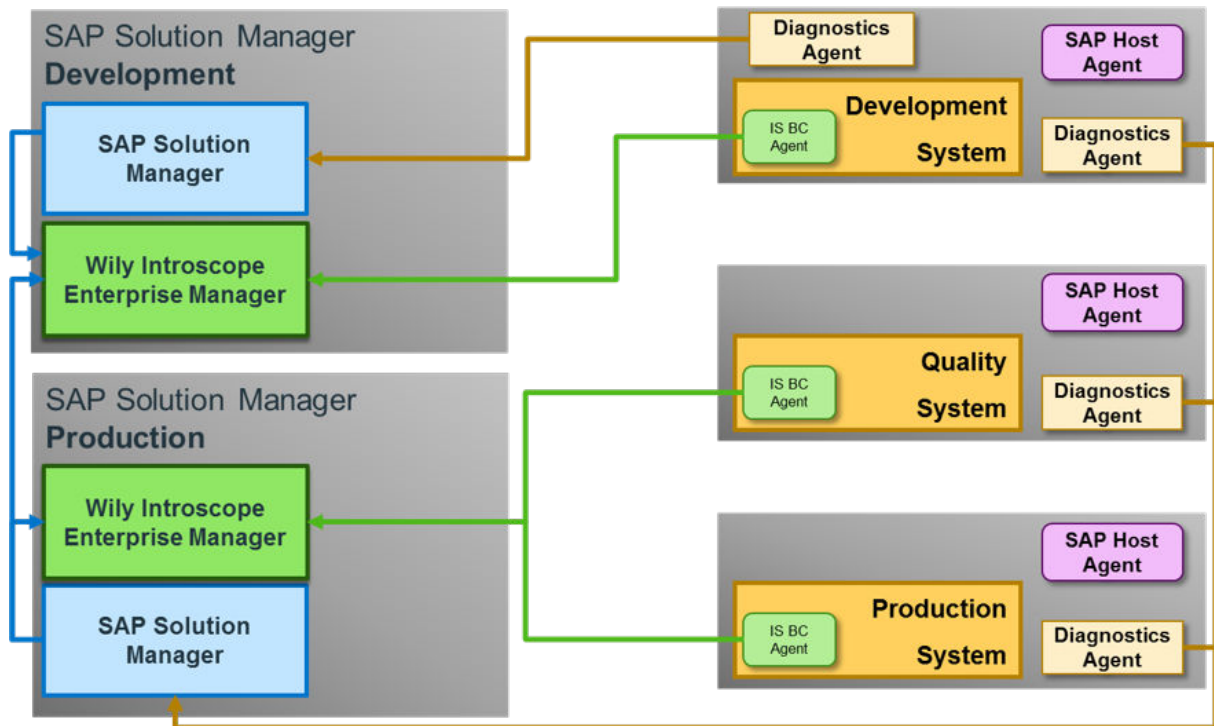 SAP Solution Manager
Development
SAP Solution
Manager
Wily Introscope
Enterprise Manager
SAP Solution Manager
Production
Wily Introscope
Enterprise Manager
SAP Solution
Manager
Diagnostics
Agent
SAP Host
Agent
IS BC
Agent
Development
System
Diagnostics
Agent
SAP Host
Agent
IS BC
Agent
Quality
System
Diagnostics
Agent
SAP Host
Agent
IS BC
Agent
Production
System
Diagnostics
Agent